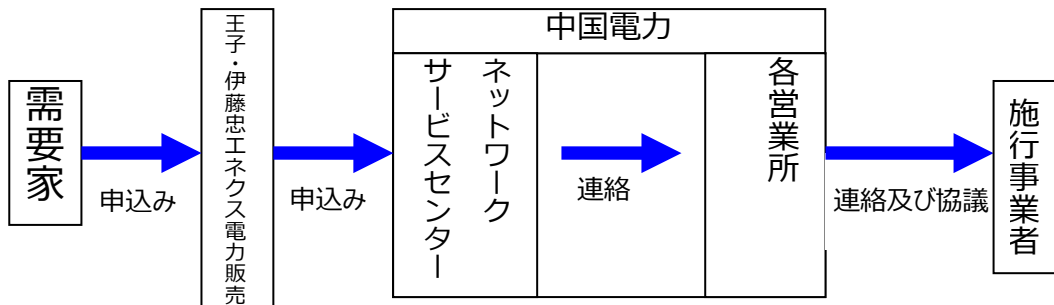 需要家
申込み
王子・伊藤忠エネクス電力販売
申込み
中国電力
ネットワーク
サービスセンター
連絡
各営業所
連絡及び協議
施行事業者